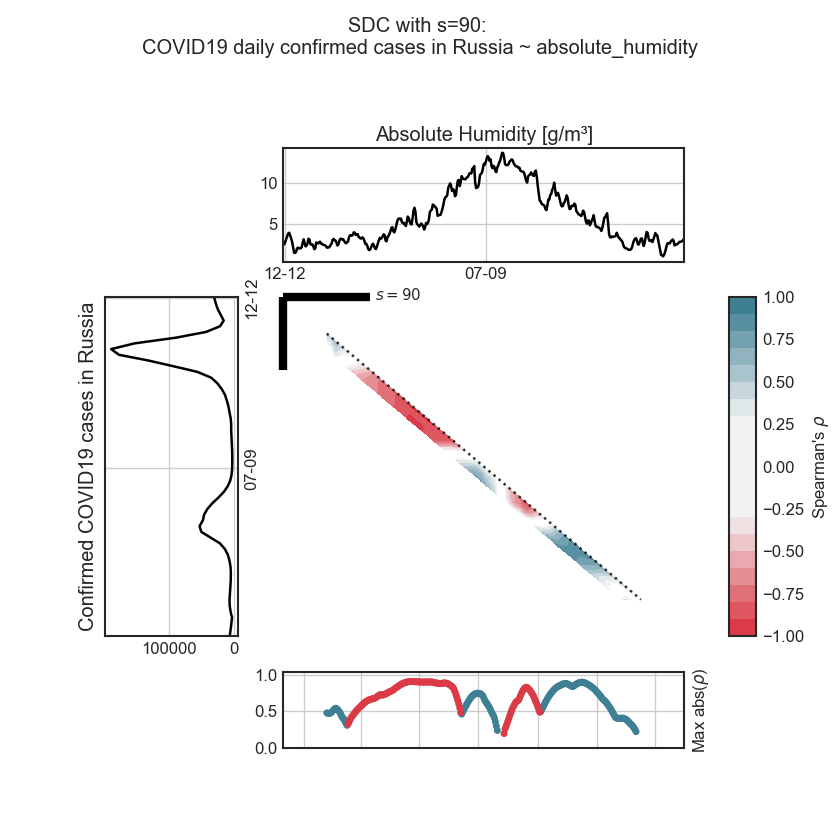 SDC with s=90:
COVID19 daily confirmed cases in Russia ~ absolute_humidity
Absolute Humidity [g/m³]
10
5
12-12
07-09
s = 90
Confirmed COVID19 cases in Russia
12-12
07-09
100000
0
1.00
0.75
0.50
0.25
0.00
−0.25
−0.50
−0.75
−1.00
Spearman's ρ
1.0
0.5
0.0
Max abs(ρ)